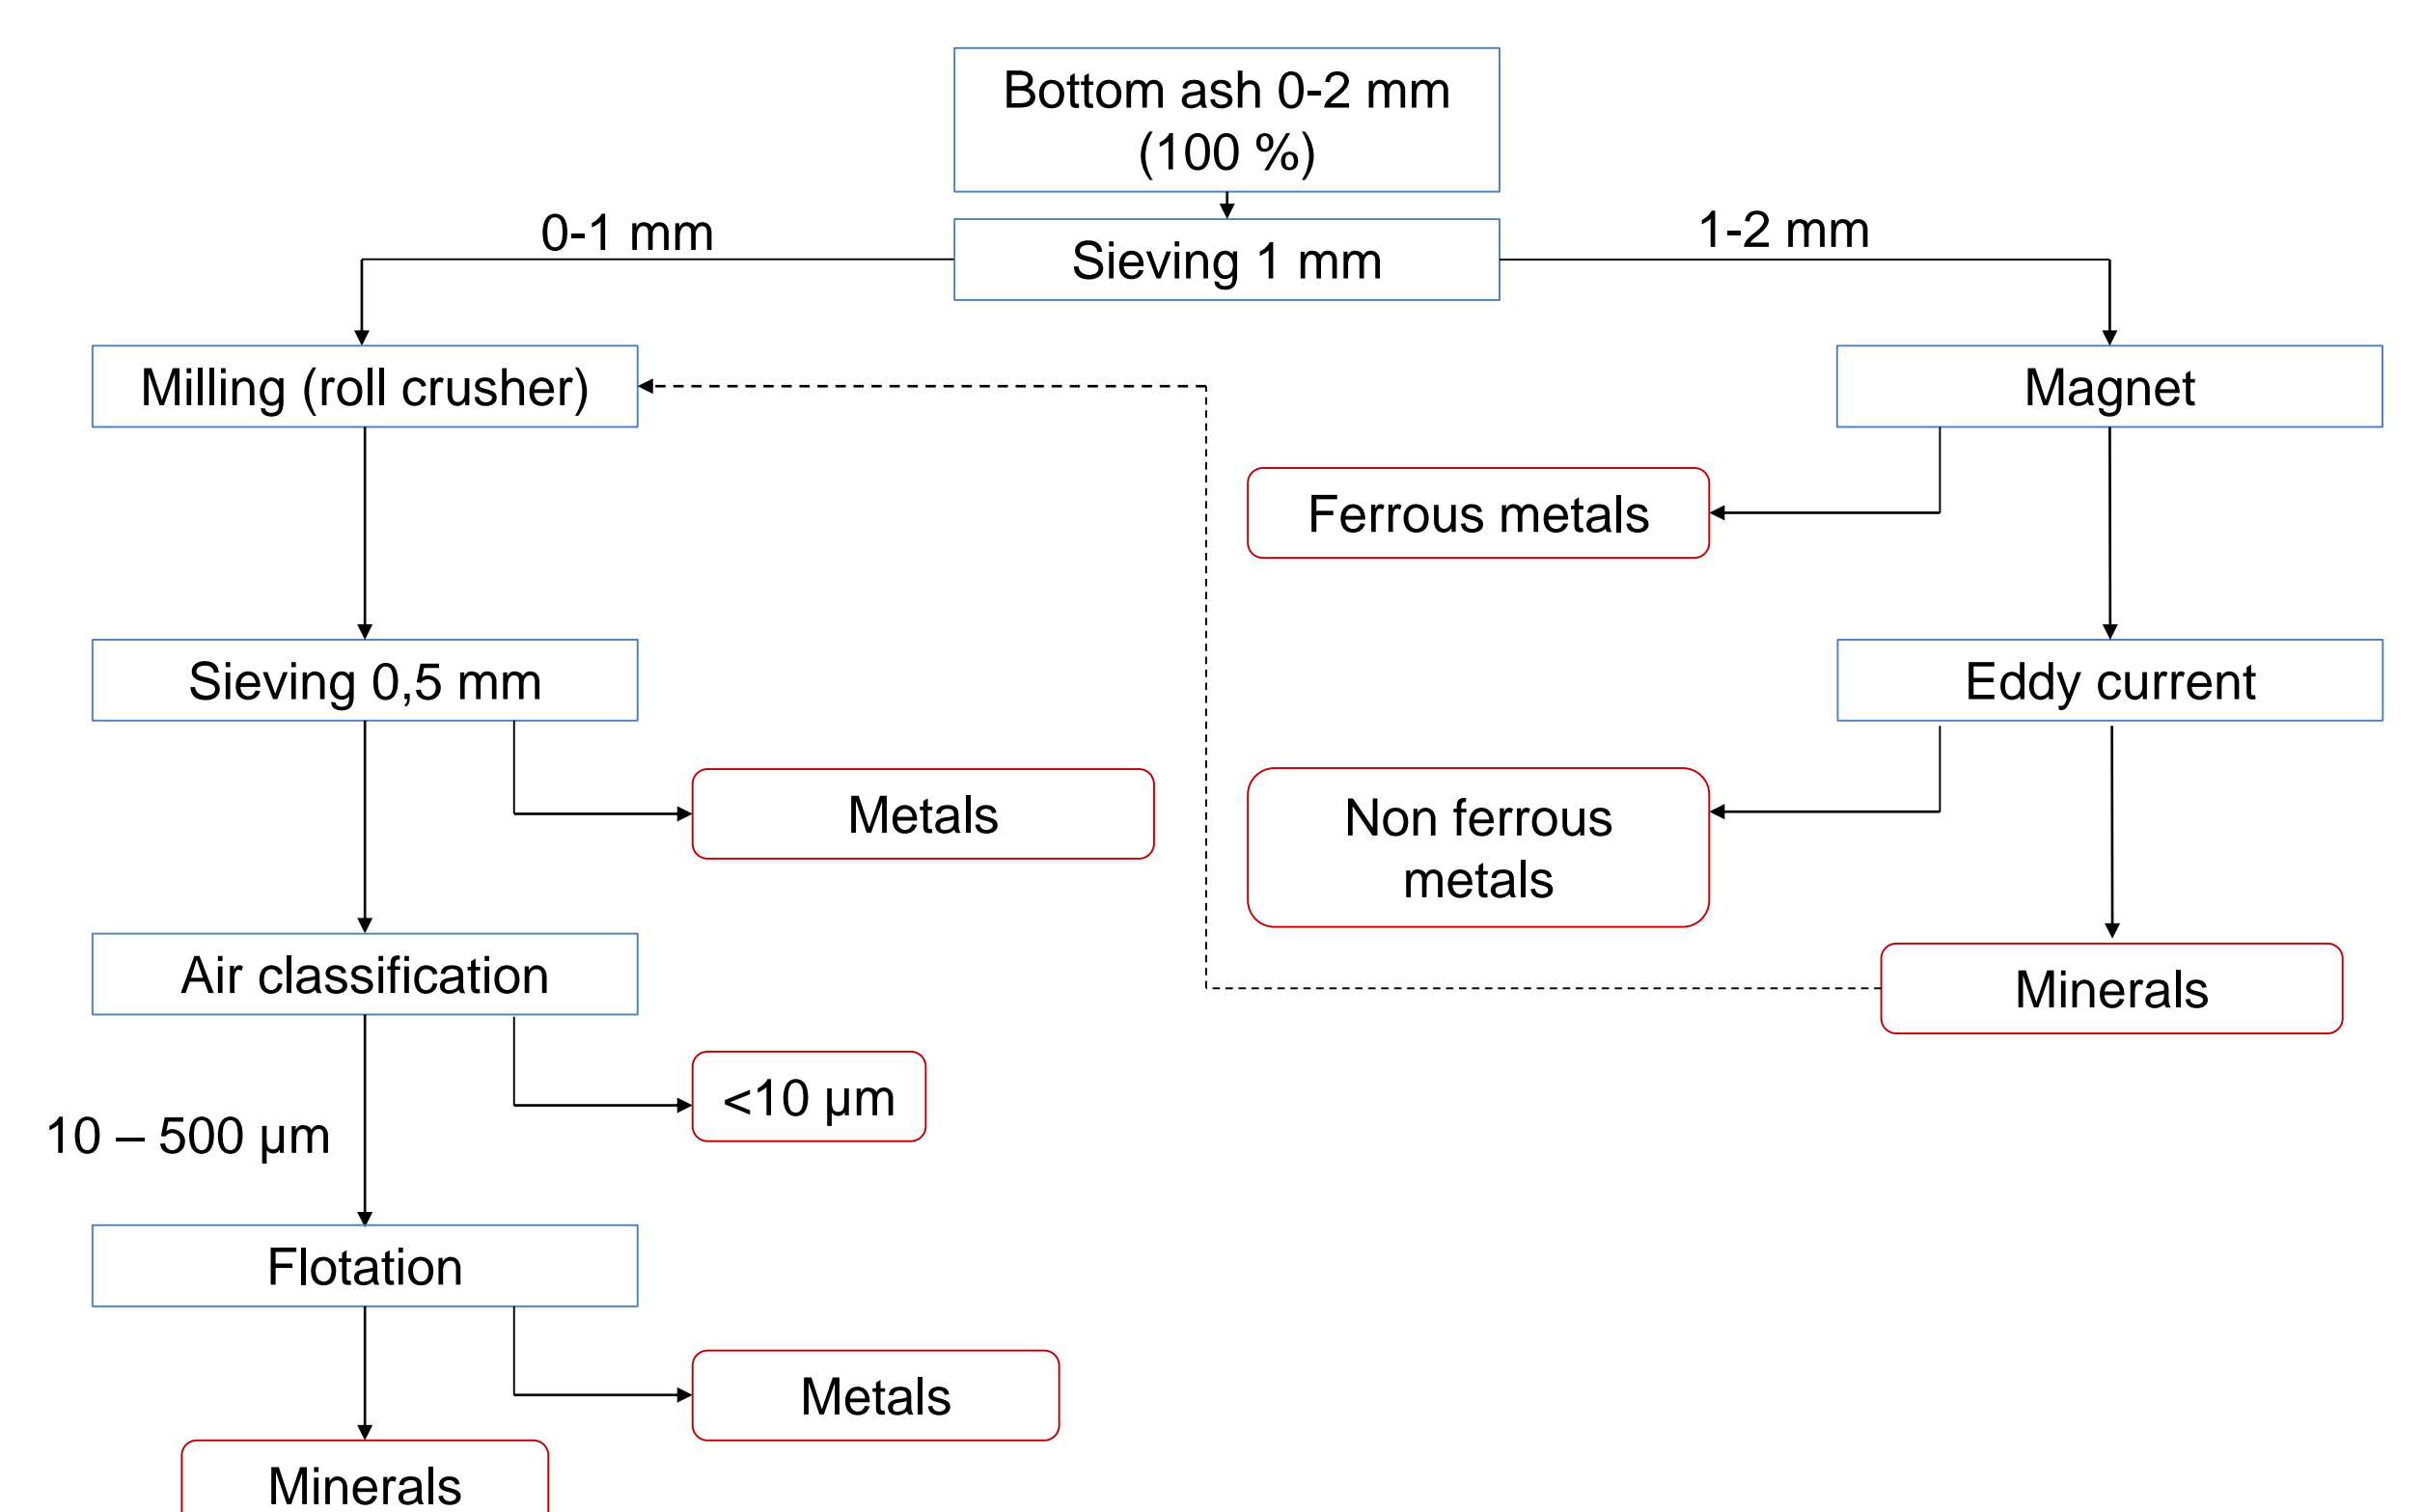 Bottom ash 0-2 mm
(100 %)
0-1 mm
Sieving 1 mm
1-2 mm
Milling (roll crusher)
Magnet
Ferrous metals
Sieving 0,5 mm
Eddy current
Metals
Non ferrous
metals
Air classification
Minerals
<10 µm
10 – 500 µm
Flotation
Metals
Minerals